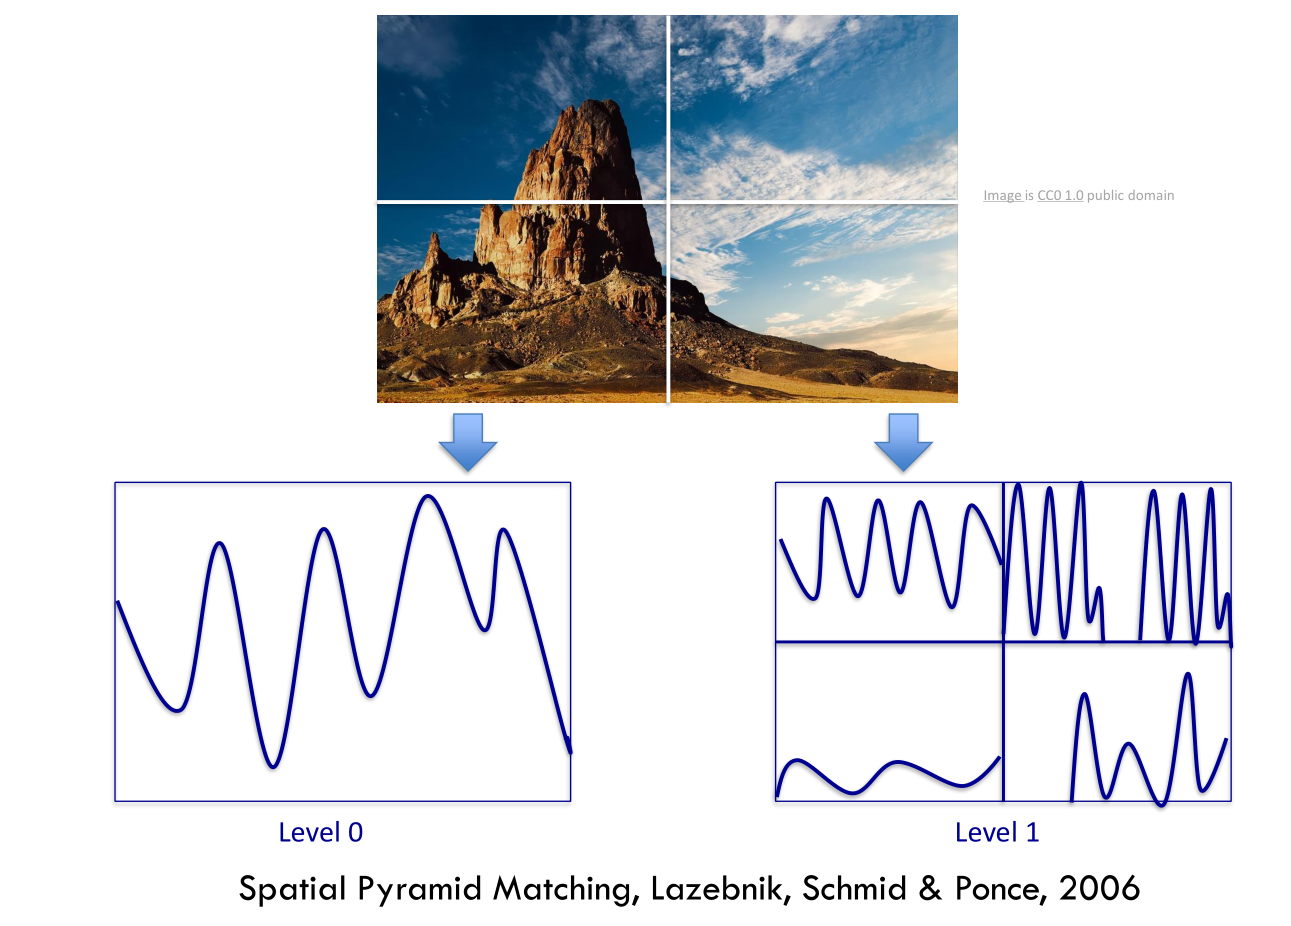 Image is CC0 1.0 public domain
Level 0
Level 1
Spatial Pyramid Matching, Lazebnik, Schmid & Ponce, 2006